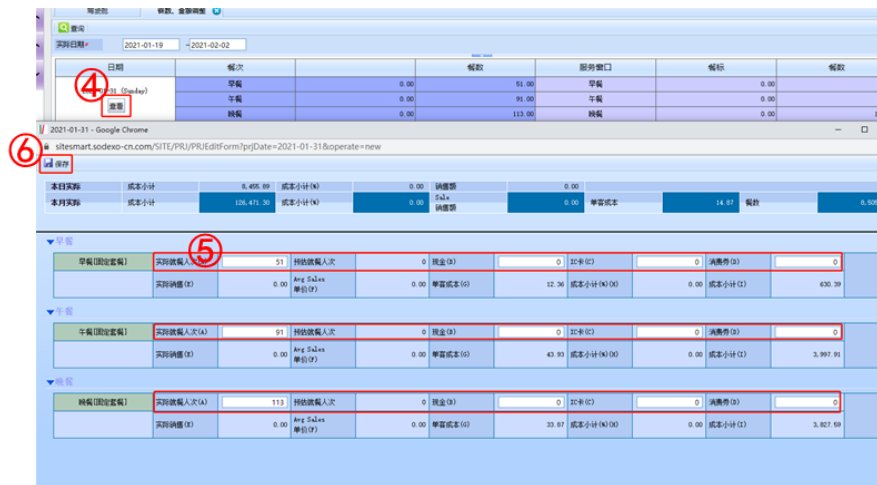 驾驶舱 餐数、金额调整
查询
实际日期* 2021-01-19 ~2021-02-02
日期 餐次 餐数 服务窗口 餐标 餐数
④ 2021-01-31 (Sunday) 早餐 0.00 51.00 早餐 0.00
查看 午餐 0.00 91.00 午餐 0.00
晚餐 0.00 113.00 晚餐 0.00
2021-01-31 - Google Chrome
⑥ sitesmart.sodexo-cn.com/SITE/PRJ/PRJEditForm?prjDate=2021-01-31&operate=new
保存
本日实际 成本小计 8,455.89 成本小计(%) 0.00 销售额 0.00
本月实际 成本小计 126,471.30 成本小计(%) 0.00 Sale 销售额 0.00 单客成本 14.87 餐数 8,505
⑤
早餐
早餐[固定套餐] 实际就餐人次(A) 51 预估就餐人次 0 现金(B) 0 IC卡(C) 0 消费券(D) 0
实际销售(E) 0.00 Avg Sales 单价(F) 0.00 单客成本(G) 12.36 成本小计(%)(H) 0.00 成本小计(I) 630.39
午餐
午餐[固定套餐] 实际就餐人次(A) 91 预估就餐人次 0 现金(B) 0 IC卡(C) 0 消费券(D) 0
实际销售(E) 0.00 Avg Sales 单价(F) 0.00 单客成本(G) 43.93 成本小计(%)(H) 0.00 成本小计(I) 3,997.91
晚餐
晚餐[固定套餐] 实际就餐人次(A) 113 预估就餐人次 0 现金(B) 0 IC卡(C) 0 消费券(D) 0
实际销售(E) 0.00 Avg Sales 单价(F) 0.00 单客成本(G) 33.87 成本小计(%)(H) 0.00 成本小计(I) 3,827.59